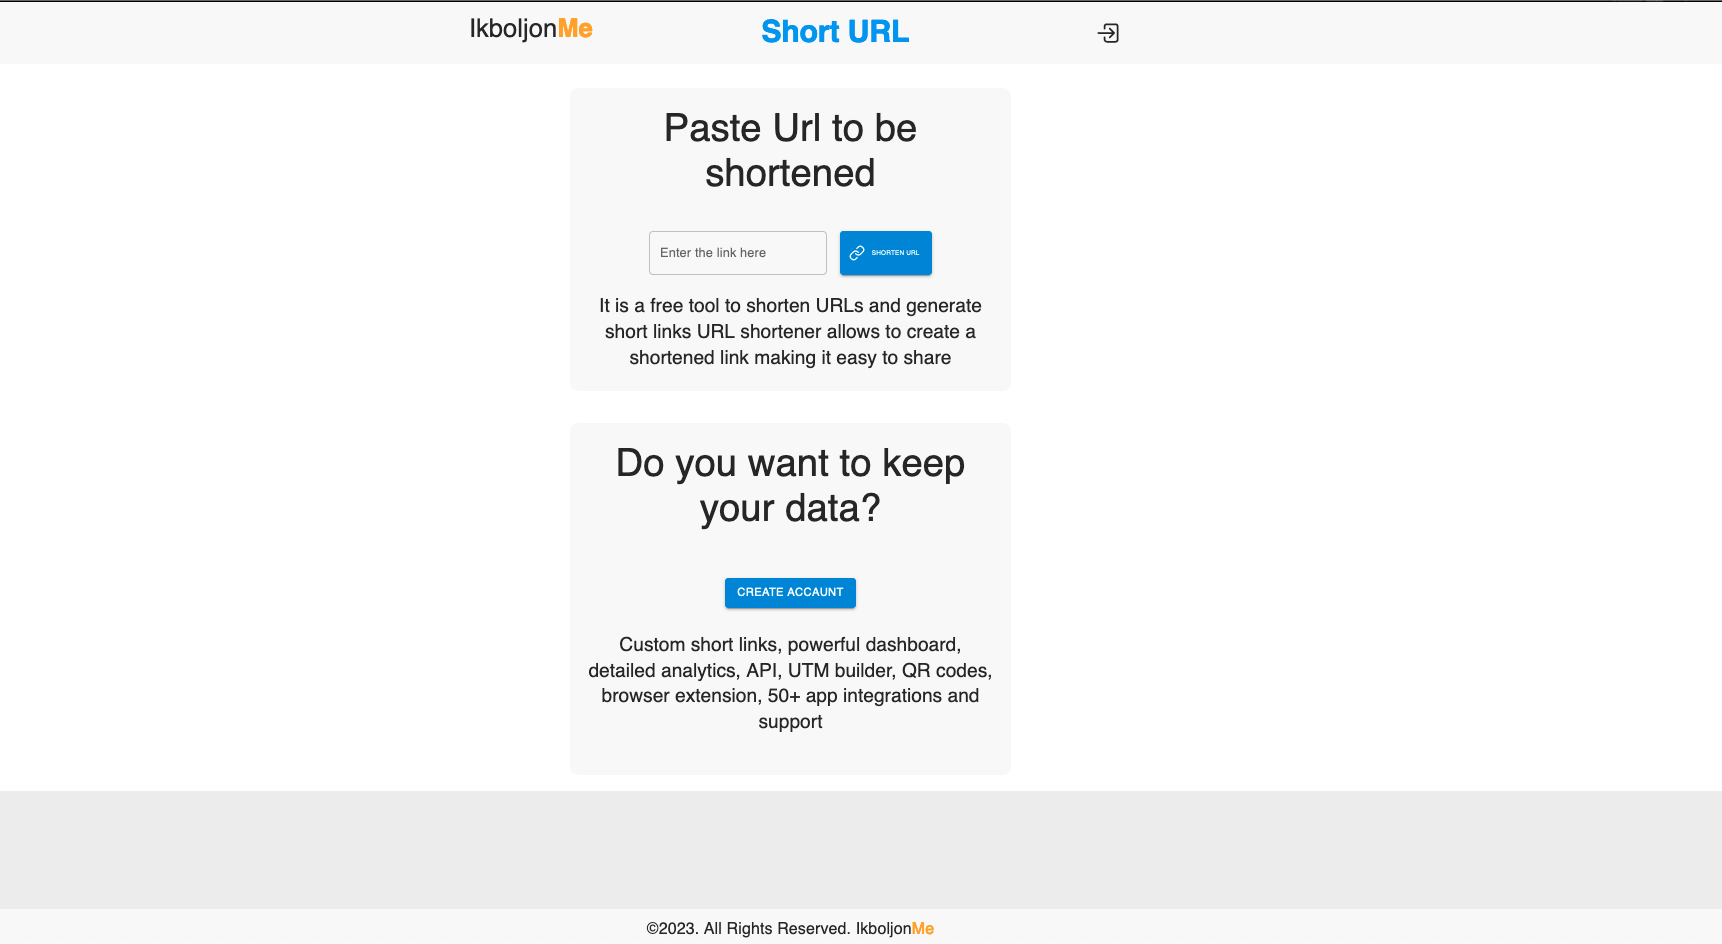 IkboljonMe
Short URL
Paste Url to be
shortened
Enter the link here
SHORTEN URL
It is a free tool to shorten URLs and generate
short links URL shortener allows to create a
shortened link making it easy to share
Do you want to keep
your data?
CREATE ACCAUNT
Custom short links, powerful dashboard,
detailed analytics, API, UTM builder, QR codes,
browser extension, 50+ app integrations and
support
©2023. All Rights Reserved. IkboljonMe